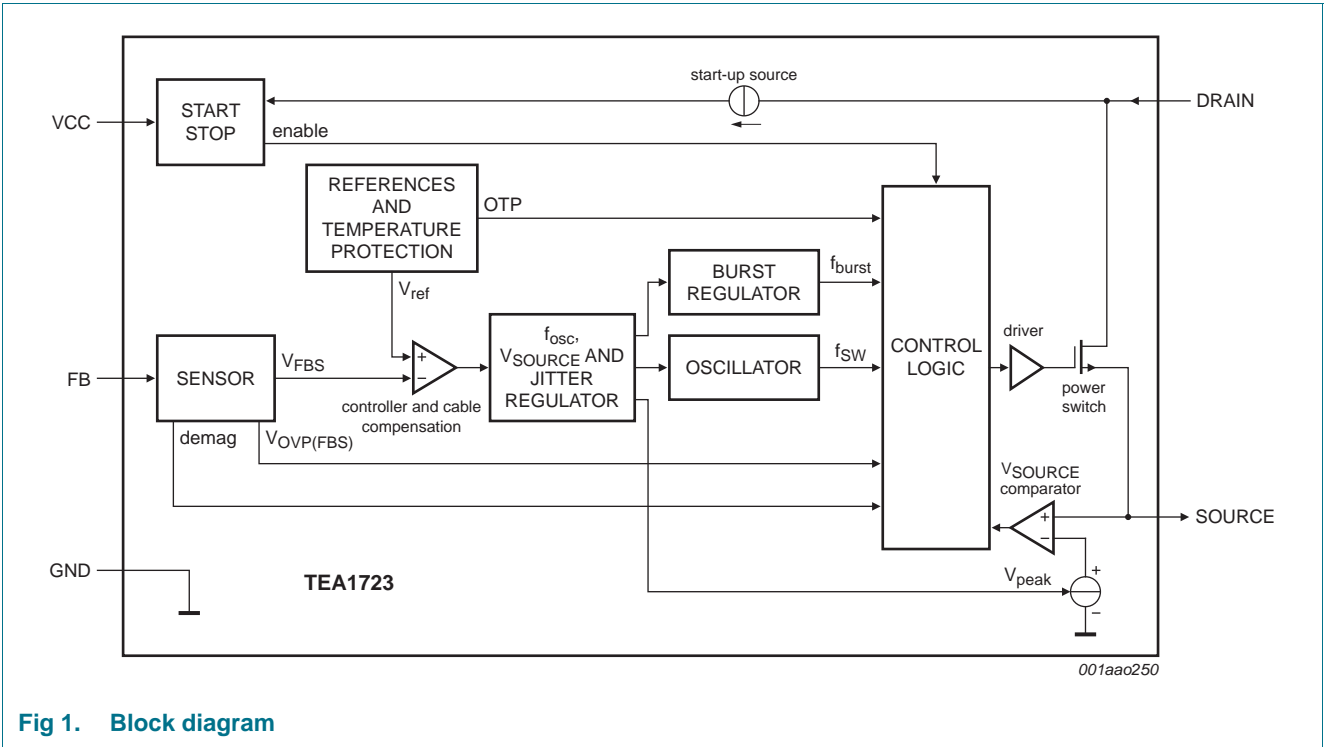 start-up source
DRAIN
VCC
START
STOP
enable
REFERENCES
AND
TEMPERATURE
PROTECTION
OTP
Vref
BURST
REGULATOR
fburst
fosc,
VSOURCE AND
JITTER
REGULATOR
OSCILLATOR
fSW
CONTROL
LOGIC
driver
power
switch
FB
SENSOR
VFBS
+
−
controller and cable
compensation
demag
VOVP(FBS)
VSOURCE
comparator
+
−
SOURCE
GND
TEA1723
Vpeak
+
−
001aao250
Fig 1. Block diagram